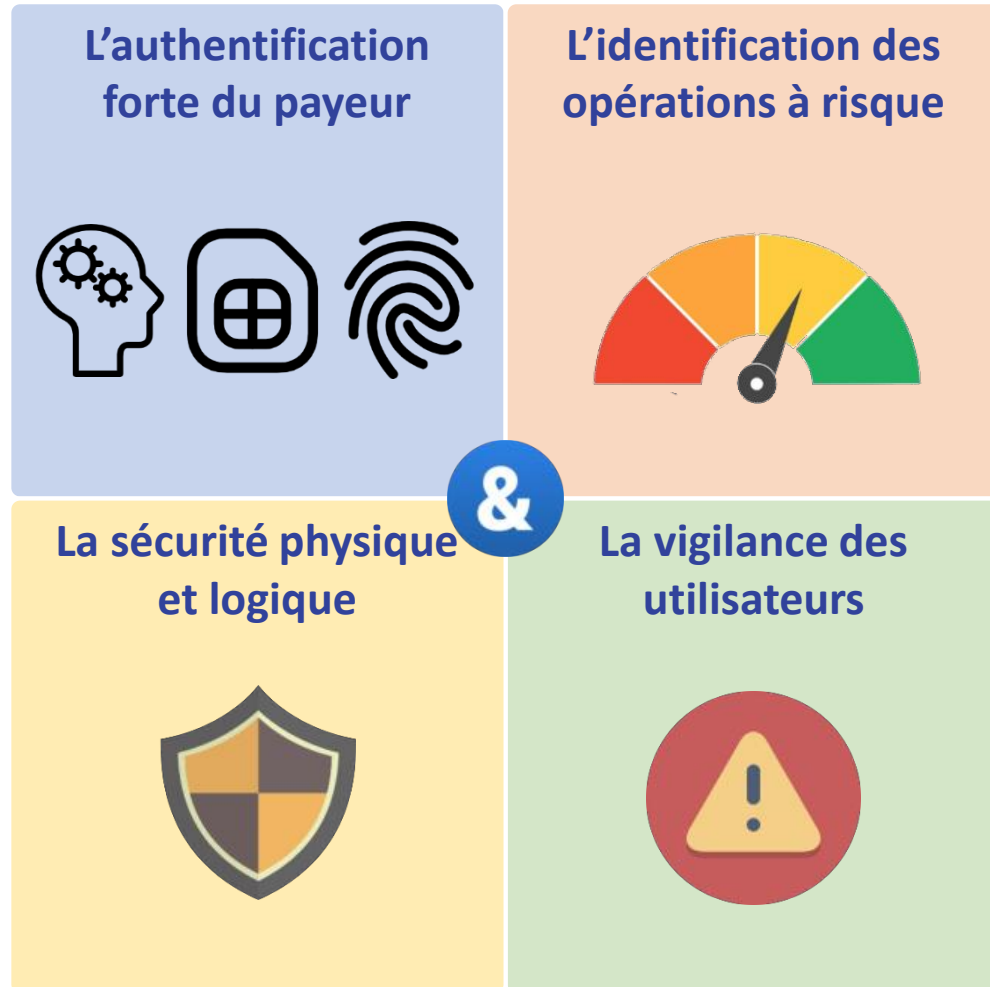 L’authentification
forte du payeur
L’identification des
opérations à risque
&
La sécurité physique
et logique
La vigilance des
utilisateurs